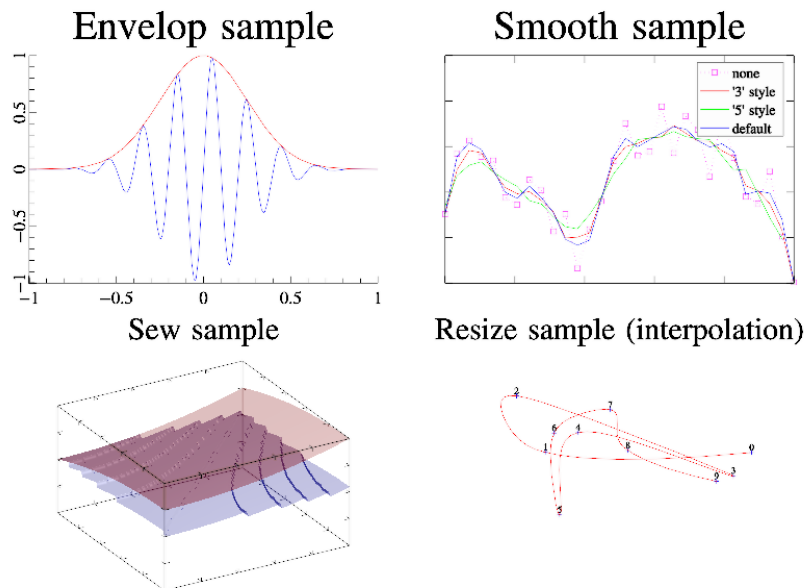 Envelop sample
Smooth sample
1
0.5
0
−0.5
−1
−1
−0.5
0
0.5
1
none
'3' style
'5' style
default
Sew sample
Resize sample (interpolation)
2
7
6
4
1
8
0
9
3
5